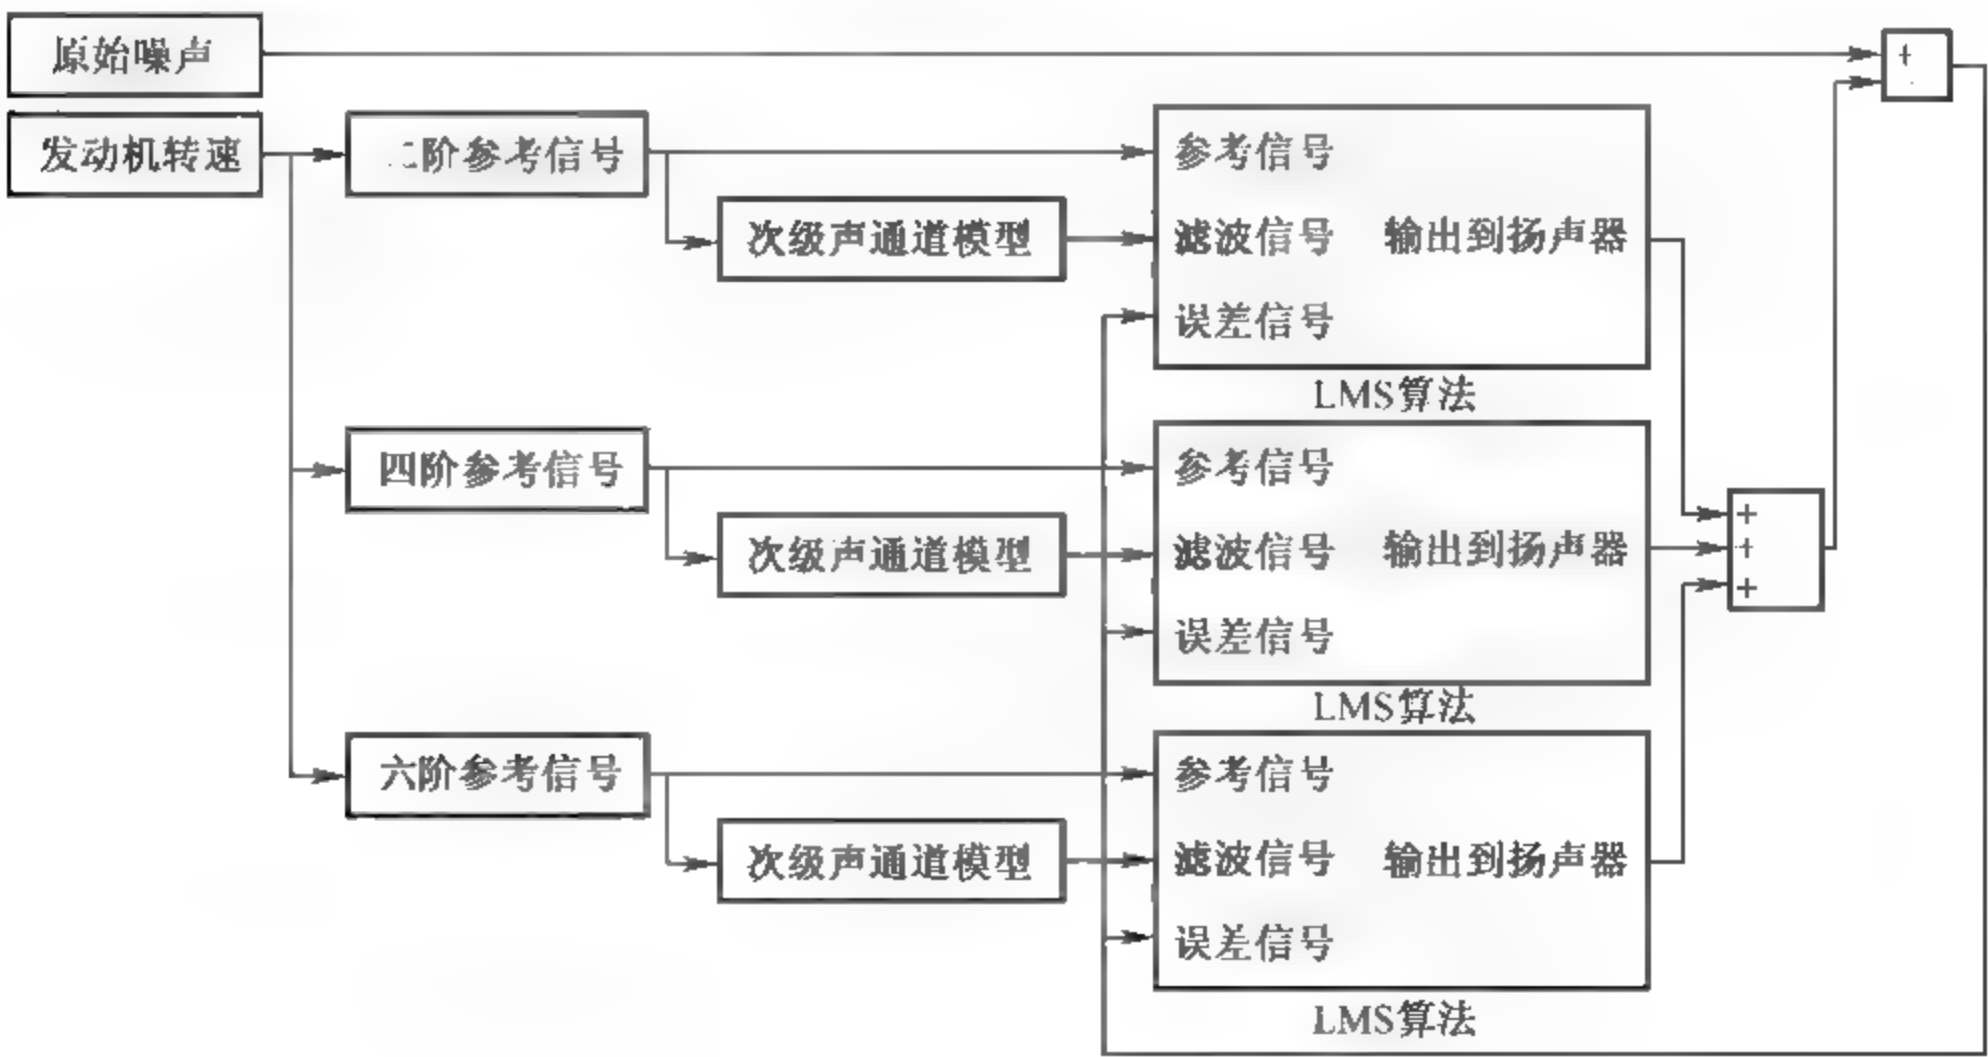 原始噪声
+
发动机转速
二阶参考信号
参考信号
次级声通道模型
滤波信号
输出到扬声器
误差信号
LMS算法
四阶参考信号
参考信号
+
次级声通道模型
滤波信号
输出到扬声器
+
+
误差信号
LMS算法
六阶参考信号
参考信号
次级声通道模型
滤波信号
输出到扬声器
误差信号
LMS算法